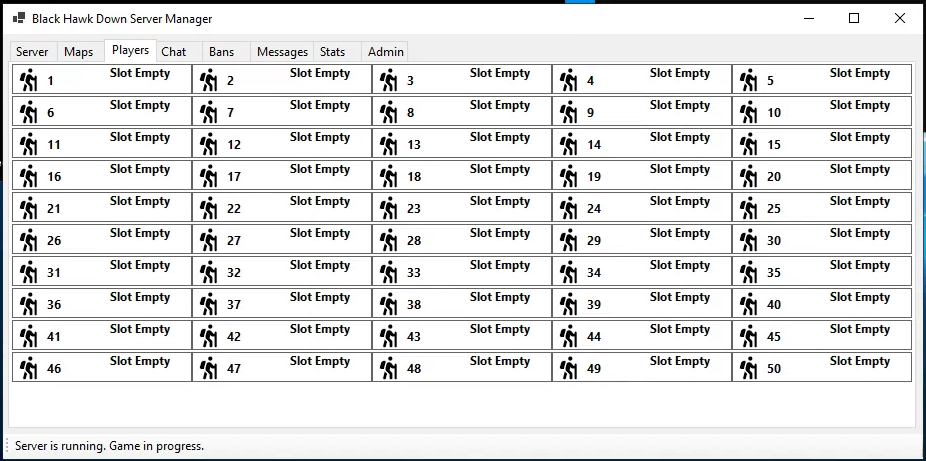 Black Hawk Down Server Manager
Server Maps Players Chat Bans Messages Stats Admin
1 Slot Empty 2 Slot Empty 3 Slot Empty 4 Slot Empty 5 Slot Empty
6 Slot Empty 7 Slot Empty 8 Slot Empty 9 Slot Empty 10 Slot Empty
11 Slot Empty 12 Slot Empty 13 Slot Empty 14 Slot Empty 15 Slot Empty
16 Slot Empty 17 Slot Empty 18 Slot Empty 19 Slot Empty 20 Slot Empty
21 Slot Empty 22 Slot Empty 23 Slot Empty 24 Slot Empty 25 Slot Empty
26 Slot Empty 27 Slot Empty 28 Slot Empty 29 Slot Empty 30 Slot Empty
31 Slot Empty 32 Slot Empty 33 Slot Empty 34 Slot Empty 35 Slot Empty
36 Slot Empty 37 Slot Empty 38 Slot Empty 39 Slot Empty 40 Slot Empty
41 Slot Empty 42 Slot Empty 43 Slot Empty 44 Slot Empty 45 Slot Empty
46 Slot Empty 47 Slot Empty 48 Slot Empty 49 Slot Empty 50 Slot Empty
Server is running. Game in progress.